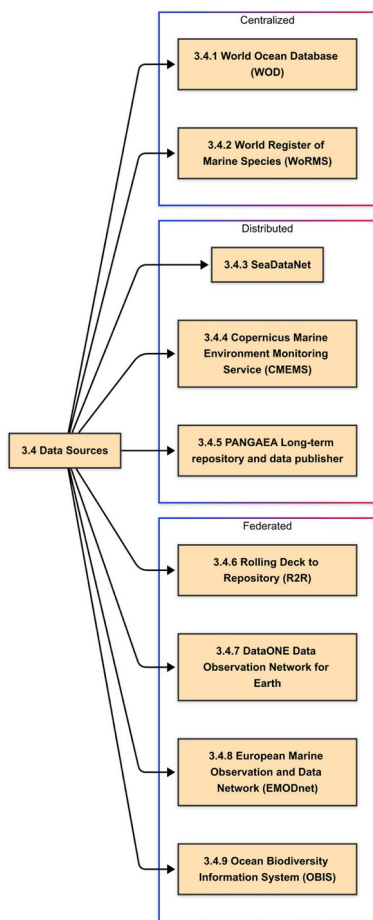 Centralized
3.4.1 World Ocean Database
(WOD)
3.4.2 World Register of
Marine Species (WoRMS)
Distributed
3.4.3 SeaDataNet
3.4.4 Copernicus Marine
Environment Monitoring
Service (CMEMS)
3.4 Data Sources
3.4.5 PANGAEA Long-term
repository and data publisher
Federated
3.4.6 Rolling Deck to
Repository (R2R)
3.4.7 DataONE Data
Observation Network for
Earth
3.4.8 European Marine
Observation and Data
Network (EMODnet)
3.4.9 Ocean Biodiversity
Information System (OBIS)